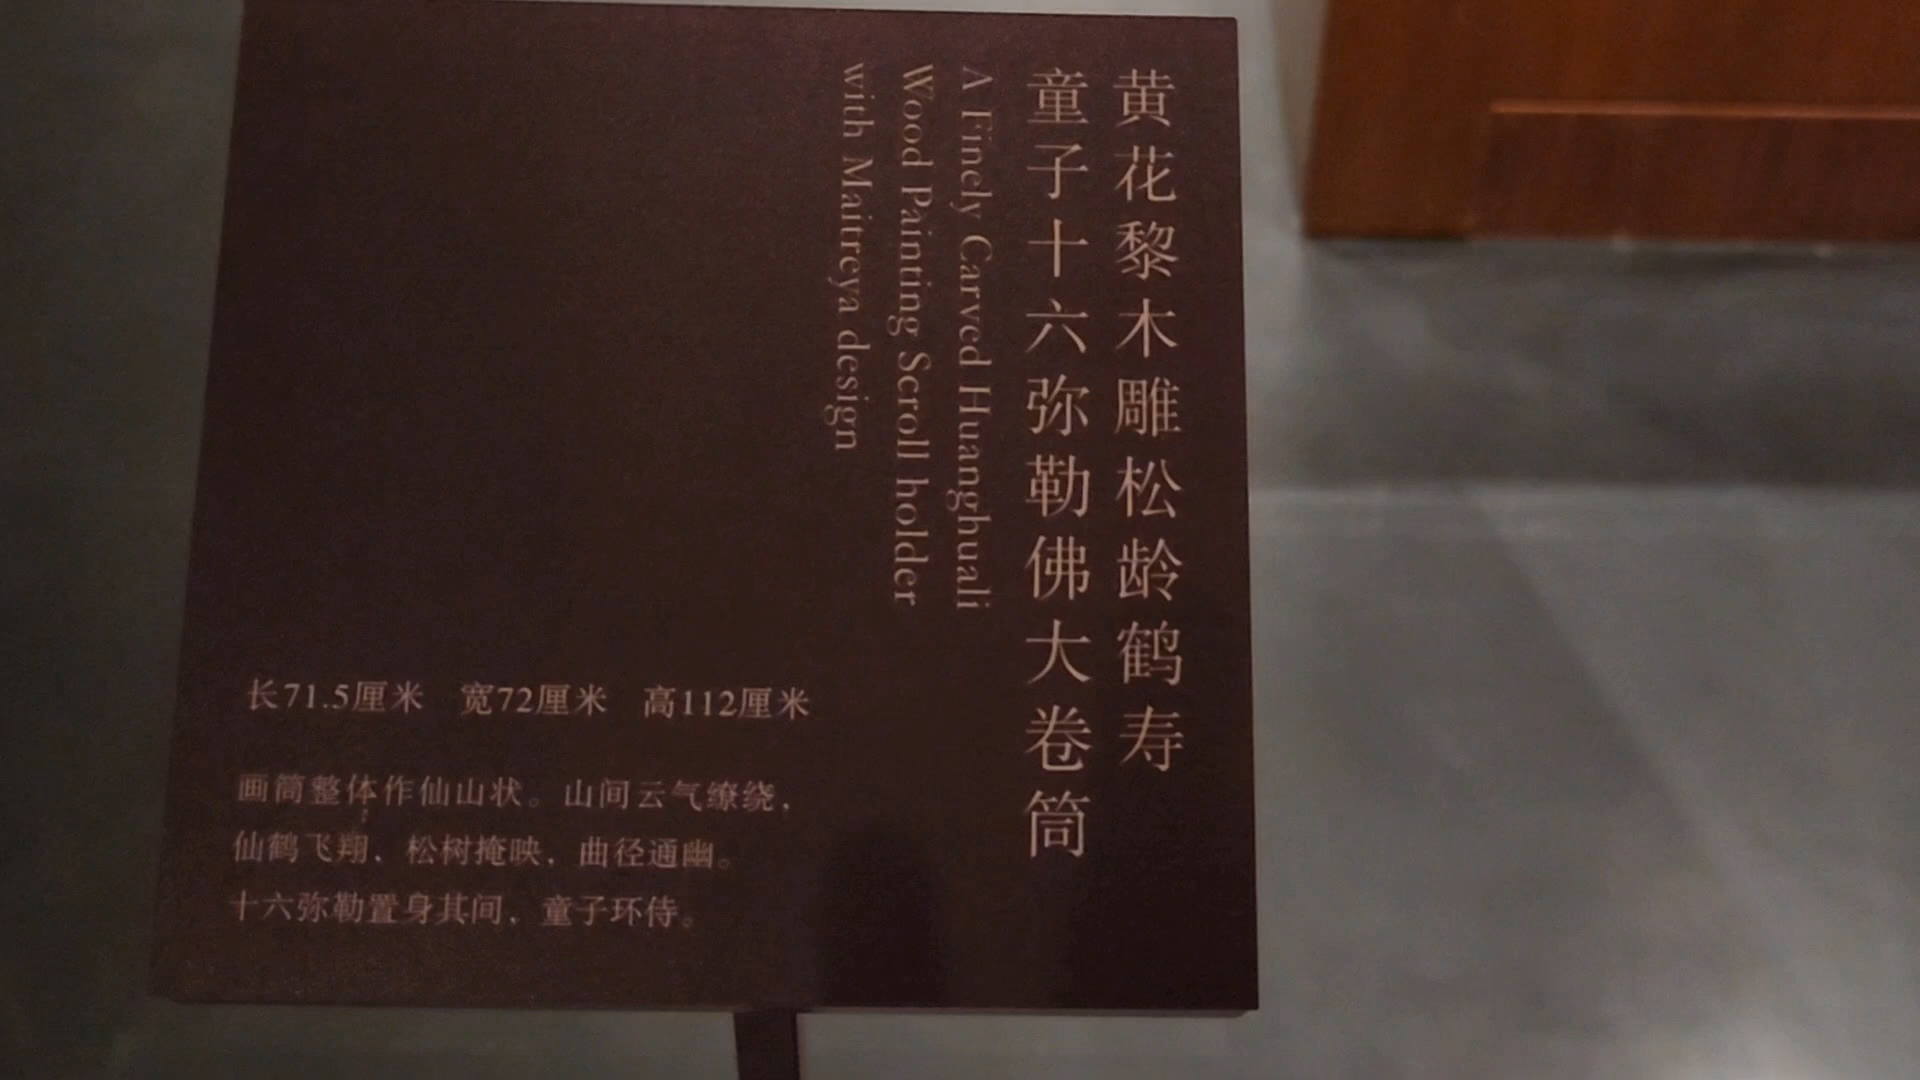 黄花黎木雕松龄鹤寿
童子十六弥勒佛大卷筒
A Finely Carved Huanghuali
Wood Painting Scroll holder
with Maitreya design
长71.5厘米 宽72厘米 高112厘米
画筒整体作仙山状。山间云气缭绕，
仙鹤飞翔，松树掩映，曲径通幽。
十六弥勒置身其间，童子环侍。